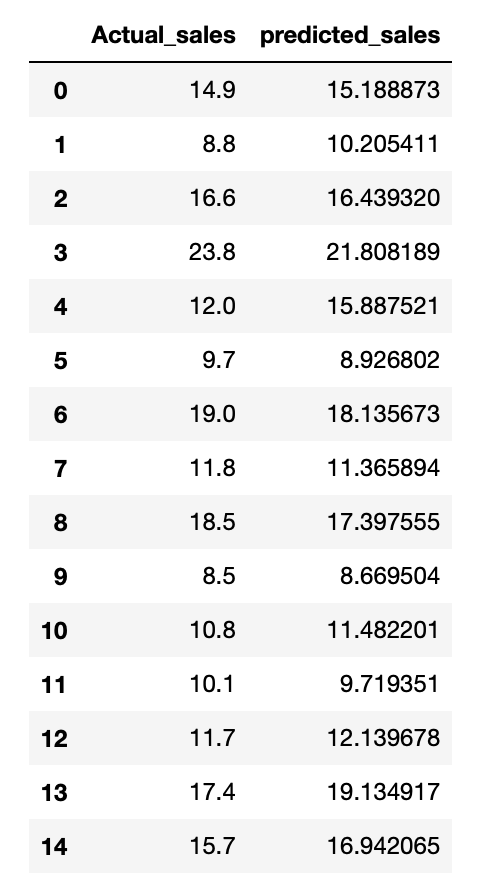 Actual_sales predicted_sales
0 14.9 15.188873
1 8.8 10.205411
2 16.6 16.439320
3 23.8 21.808189
4 12.0 15.887521
5 9.7 8.926802
6 19.0 18.135673
7 11.8 11.365894
8 18.5 17.397555
9 8.5 8.669504
10 10.8 11.482201
11 10.1 9.719351
12 11.7 12.139678
13 17.4 19.134917
14 15.7 16.942065